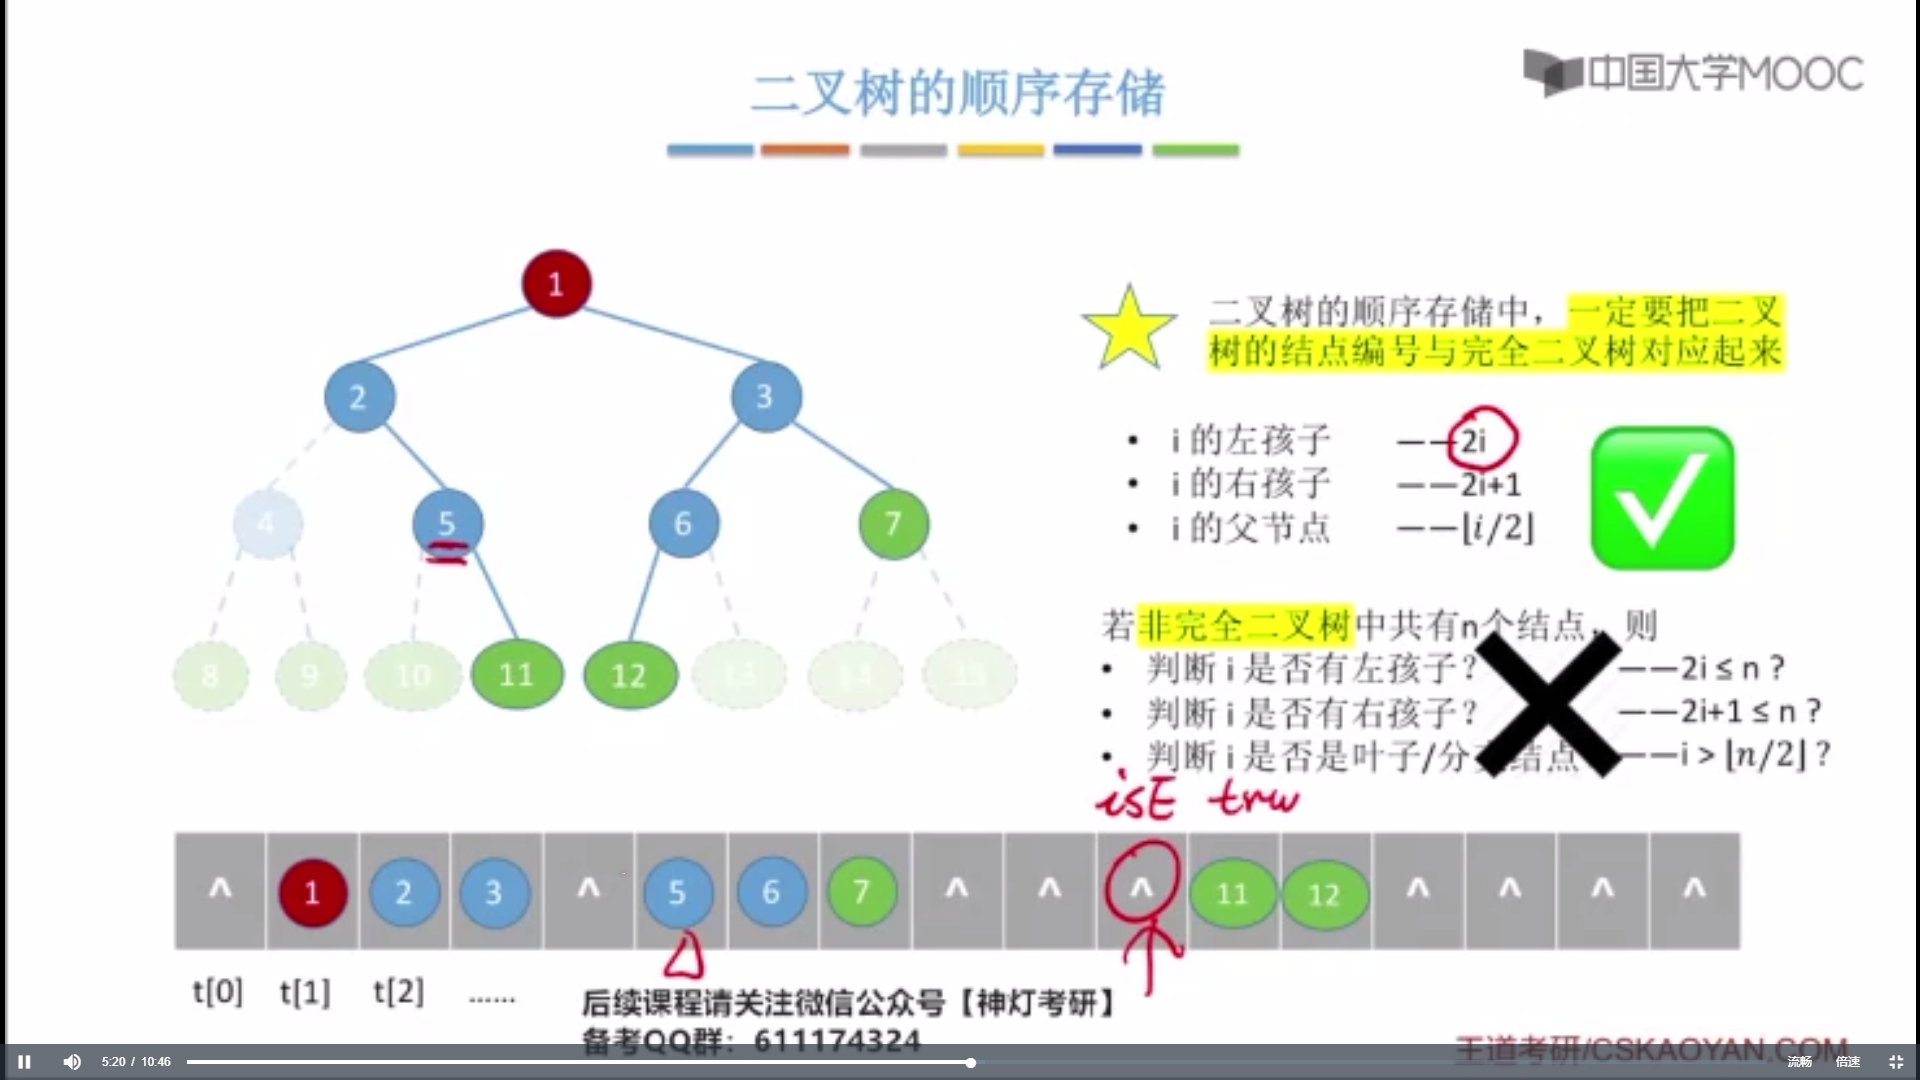 中国大学MOOC
二叉树的顺序存储
1
2
3
4
5
6
7
8
9
10
11
12
13
14
15
二叉树的顺序存储中，一定要把二叉
树的结点编号与完全二叉树对应起来
• i 的左孩子 ——2i
• i 的右孩子 ——2i+1
• i 的父节点 ——⌊i/2⌋
若非完全二叉树中共有n个结点，则
• 判断 i 是否有左孩子？ ——2i ≤ n ?
• 判断 i 是否有右孩子？ ——2i+1 ≤ n ?
• 判断 i 是否是叶子/分支结点 ——i > ⌊n/2⌋ ?
isE
^ 1 2 3 ^ 5 6 7 ^ ^ ^ 11 12 ^ ^ ^ ^
t[0] t[1] t[2] ......
后续课程请关注微信公众号【神灯考研】
备考QQ群：611174324
王道考研/CSKAOYAN.COM
5:20 / 10:46 流畅 倍速